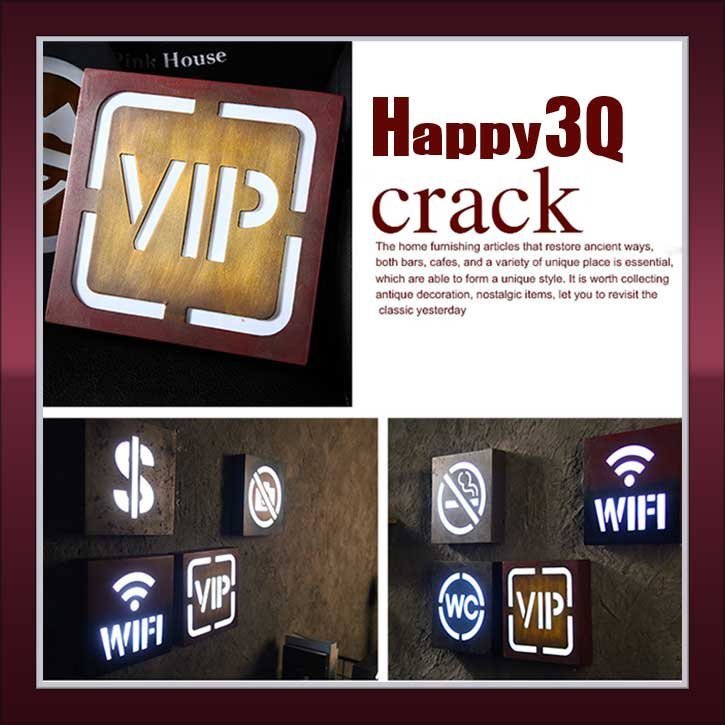 Pink House
VIP
Happy3Q
crack
The home furnishing articles that restore ancient ways,
both bars, cafes, and a variety of unique place is essential,
which are able to form a unique style. It is worth collecting
antique decoration, nostalgic items, let you to revisit the
classic yesterday
$
WIFI
VIP
WIFI
WC
VIP